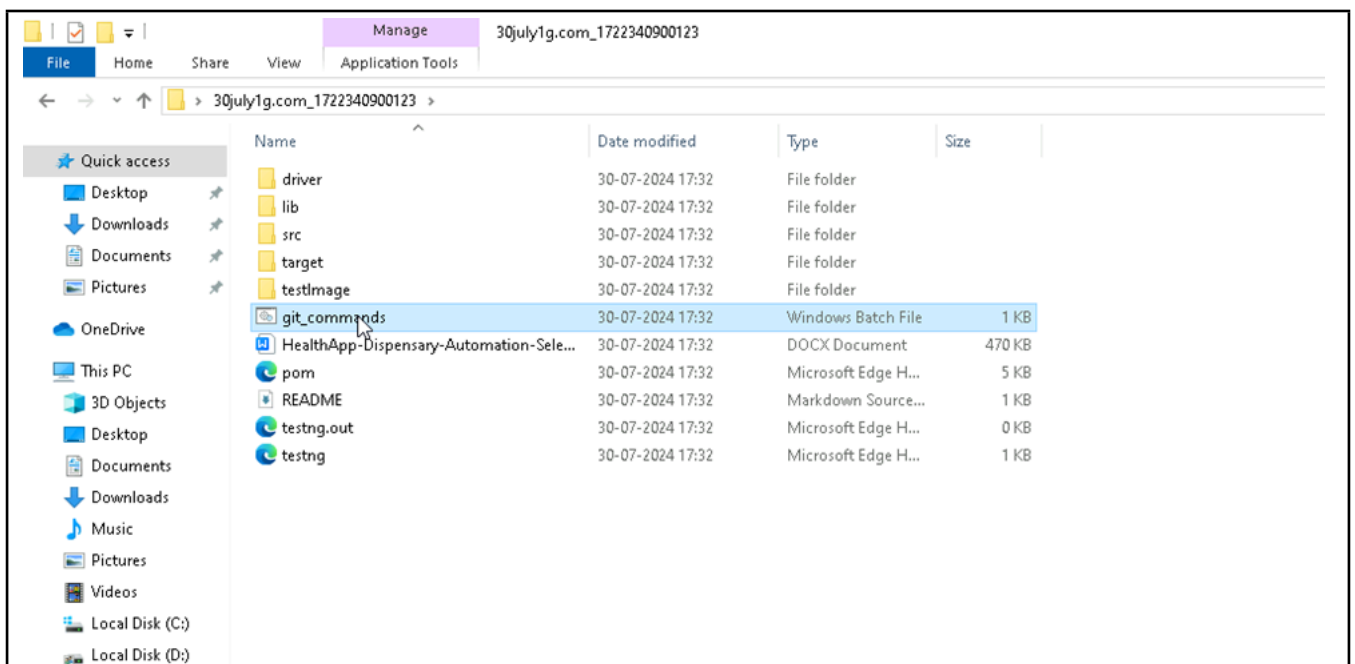 Manage 30july1g.com_1722340900123
File Home Share View Application Tools
30july1g.com_1722340900123
Name Date modified Type Size
Quick access
Desktop
Downloads
Documents
Pictures
OneDrive
This PC
3D Objects
Desktop
Documents
Downloads
Music
Pictures
Videos
Local Disk (C:)
Local Disk (D:)
driver 30-07-2024 17:32 File folder
lib 30-07-2024 17:32 File folder
src 30-07-2024 17:32 File folder
target 30-07-2024 17:32 File folder
testImage 30-07-2024 17:32 File folder
git_commands 30-07-2024 17:32 Windows Batch File 1 KB
HealthApp-Dispensary-Automation-Sele... 30-07-2024 17:32 DOCX Document 470 KB
pom 30-07-2024 17:32 Microsoft Edge H... 5 KB
README 30-07-2024 17:32 Markdown Source... 1 KB
testng.out 30-07-2024 17:32 Microsoft Edge H... 0 KB
testng 30-07-2024 17:32 Microsoft Edge H... 1 KB